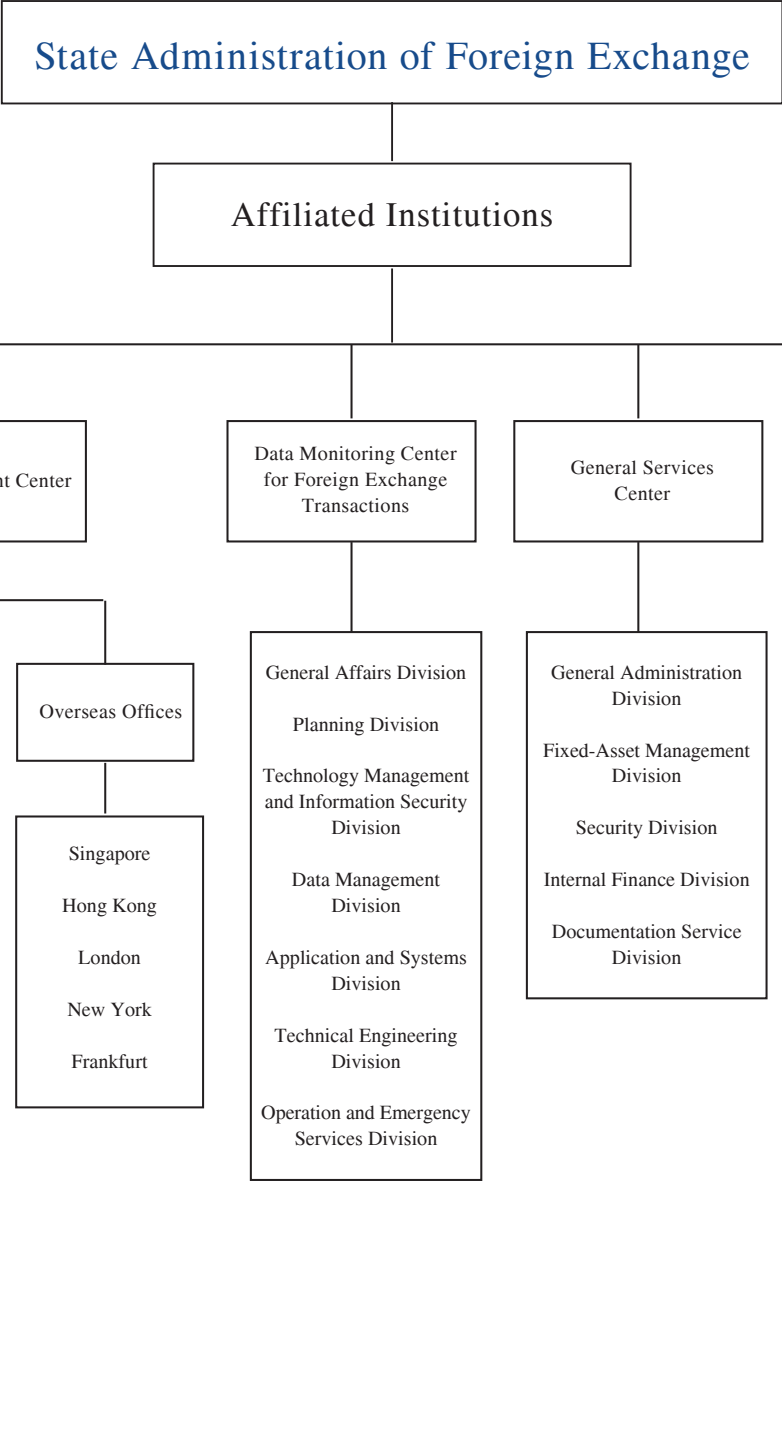 State Administration of Foreign Exchange
Affiliated Institutions
Center
Data Monitoring Center
for Foreign Exchange
Transactions
General Services
Center
Overseas Offices
Singapore
Hong Kong
London
New York
Frankfurt
General Affairs Division
Planning Division
Technology Management
and Information Security
Division
Data Management
Division
Application and Systems
Division
Technical Engineering
Division
Operation and Emergency
Services Division
General Administration
Division
Fixed-Asset Management
Division
Security Division
Internal Finance Division
Documentation Service
Division